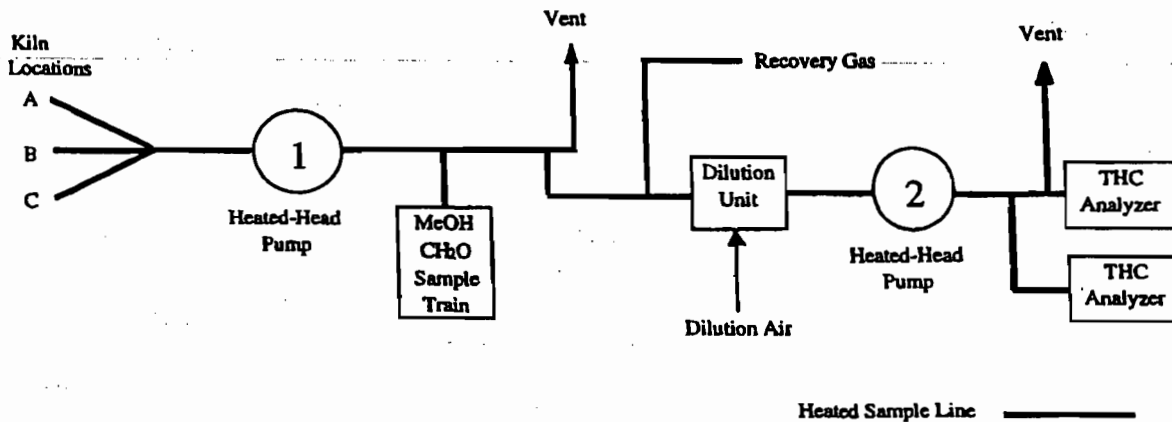 Kiln
Locations
A
B
C
1
Heated-Head
Pump
MeOH
CH₂O
Sample
Train
Vent
Recovery Gas
Dilution
Unit
Dilution Air
2
Heated-Head
Pump
Vent
THC
Analyzer
THC
Analyzer
Heated Sample Line